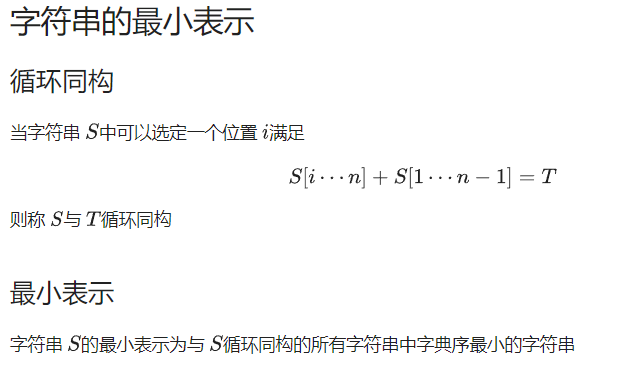 字符串的最小表示
循环同构
当字符串 S中可以选定一个位置 i满足
S[i⋯n] + S[1⋯n − 1] = T
则称 S与 T循环同构
最小表示
字符串 S的最小表示为与 S循环同构的所有字符串中字典序最小的字符串